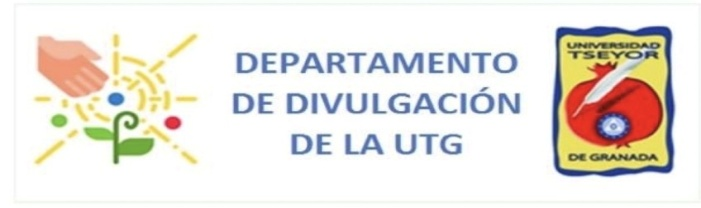 DEPARTAMENTO
DE DIVULGACIÓN
DE LA UTG
UNIVERSIDAD
TSEYOR
DE GRANADA